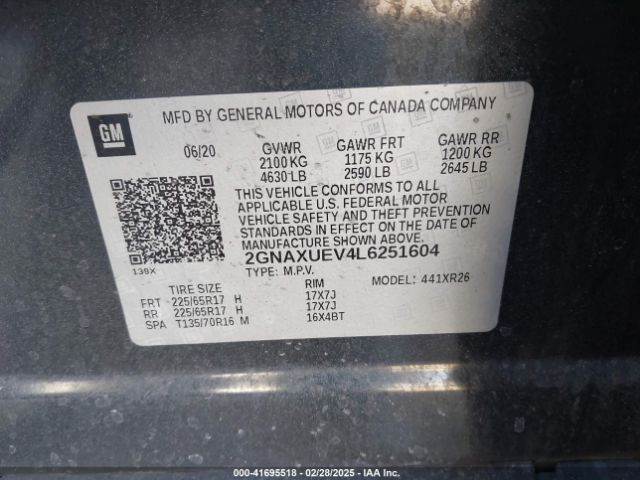 GM
MFD BY GENERAL MOTORS OF CANADA COMPANY
06/20 GVWR GAWR FRT GAWR RR
2100 KG 1175 KG 1200 KG
4630 LB 2590 LB 2645 LB
THIS VEHICLE CONFORMS TO ALL
APPLICABLE U.S. FEDERAL MOTOR
VEHICLE SAFETY AND THEFT PREVENTION
STANDARDS IN EFFECT ON THE DATE OF
MANUFACTURE SHOWN ABOVE.
2GNAXUEV4L6251604
139X TYPE: M.P.V. MODEL: 441XR26
TIRE SIZE RIM
FRT 225/65R17 H 17X7J
RR 225/65R17 H 17X7J
SPA T135/70R16 M 16X4BT
000-41695518 | 02/28/2025 - IAA Inc.